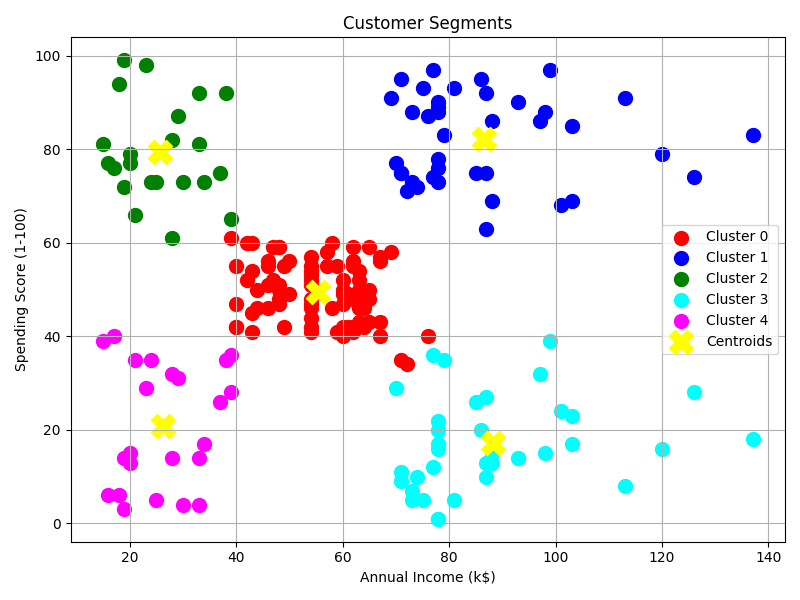 Customer Segments
Spending Score (1-100)
100
80
60
40
20
0
Cluster 0
Cluster 1
Cluster 2
Cluster 3
Cluster 4
Centroids
20 40 60 80 100 120 140
Annual Income (k$)